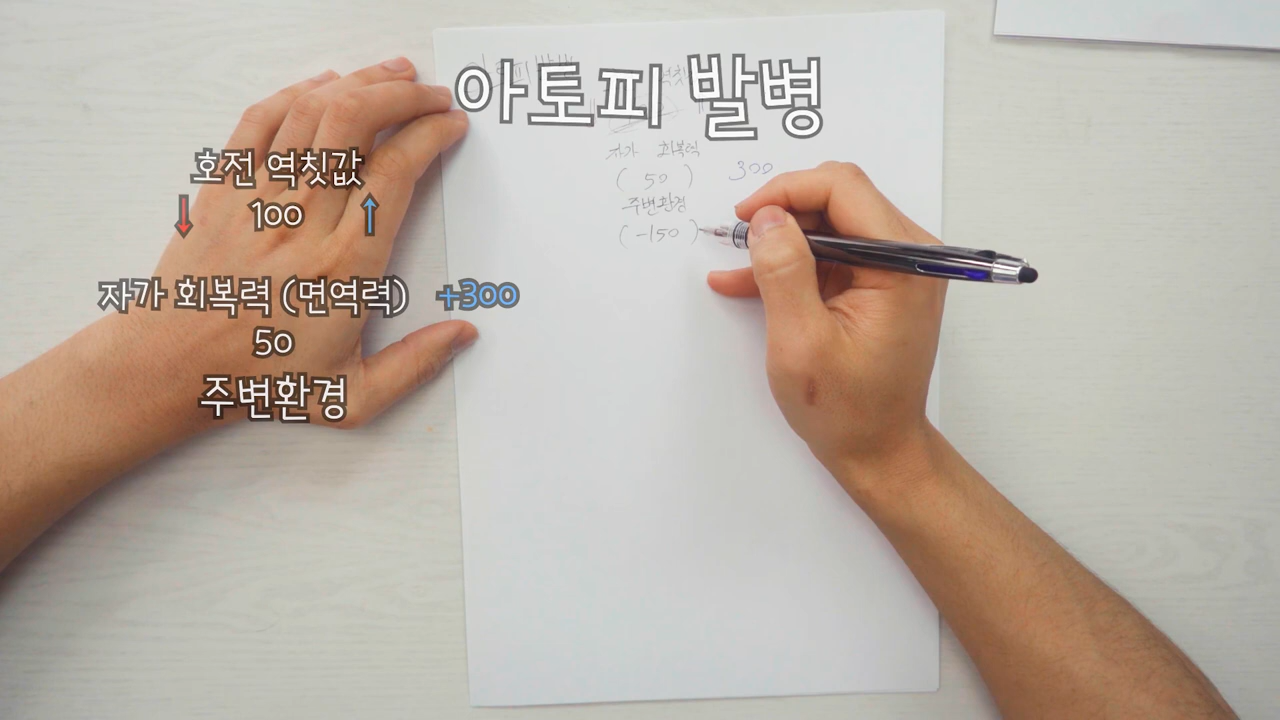 아토피 발병
호전 역칫값
↓ 100 ↑
자가 회복력 (면역력) +300
50
주변환경
자가 회복력
( 50 ) 300
주변환경
( -150 )